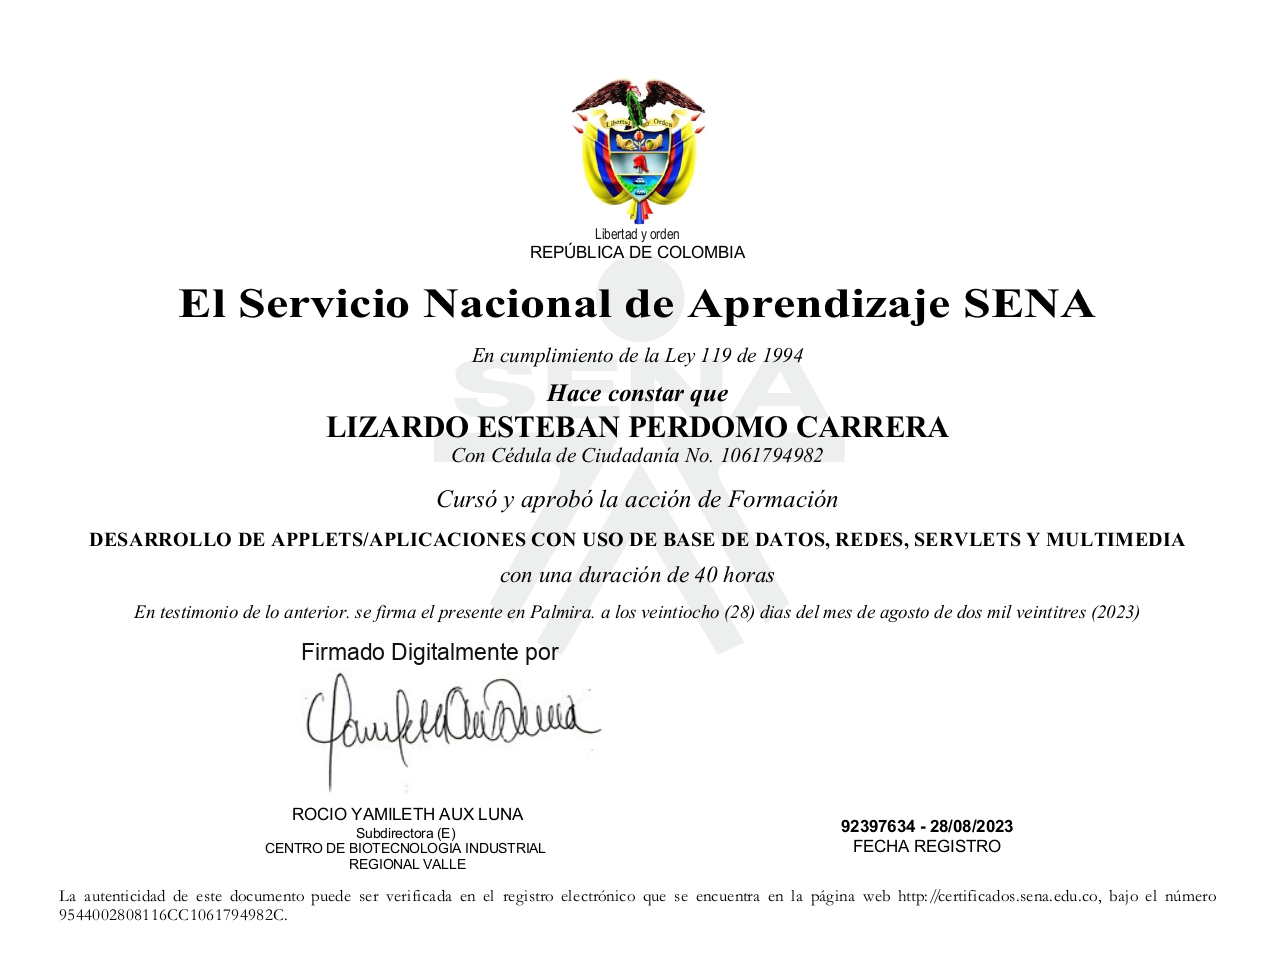 Libertad y Orden
Libertad y orden
REPÚBLICA DE COLOMBIA
El Servicio Nacional de Aprendizaje SENA
En cumplimiento de la Ley 119 de 1994
SENA
Hace constar que
LIZARDO ESTEBAN PERDOMO CARRERA
Con Cédula de Ciudadanía No. 1061794982
Cursó y aprobó la acción de Formación
DESARROLLO DE APPLETS/APLICACIONES CON USO DE BASE DE DATOS, REDES, SERVLETS Y MULTIMEDIA
con una duración de 40 horas
En testimonio de lo anterior. se firma el presente en Palmira. a los veintiocho (28) dias del mes de agosto de dos mil veintitres (2023)
Firmado Digitalmente por
ROCIO YAMILETH AUX LUNA
Subdirectora (E)
CENTRO DE BIOTECNOLOGIA INDUSTRIAL
REGIONAL VALLE
92397634 - 28/08/2023
FECHA REGISTRO
La autenticidad de este documento puede ser verificada en el registro electrónico que se encuentra en la página web http://certificados.sena.edu.co, bajo el número
9544002808116CC1061794982C.